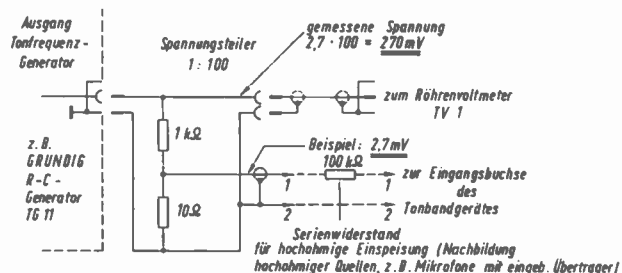 Ausgang
Tonfrequenz-
Generator
Spannungsteiler
1 : 100
gemessene Spannung
2,7 · 100 = 270mV
zum Röhrenvoltmeter
TV 1
1 kΩ
10Ω
z.B.
GRUNDIG
R-C-
Generator
TG 11
Beispiel: 2,7mV
100 kΩ
1
1
2
2
zur Eingangsbuchse
des
Tonbandgerätes
Serienwiderstand
für hochohmige Einspeisung (Nachbildung
hochohmiger Quellen, z.B. Mikrofone mit eingeb. Übertrager)